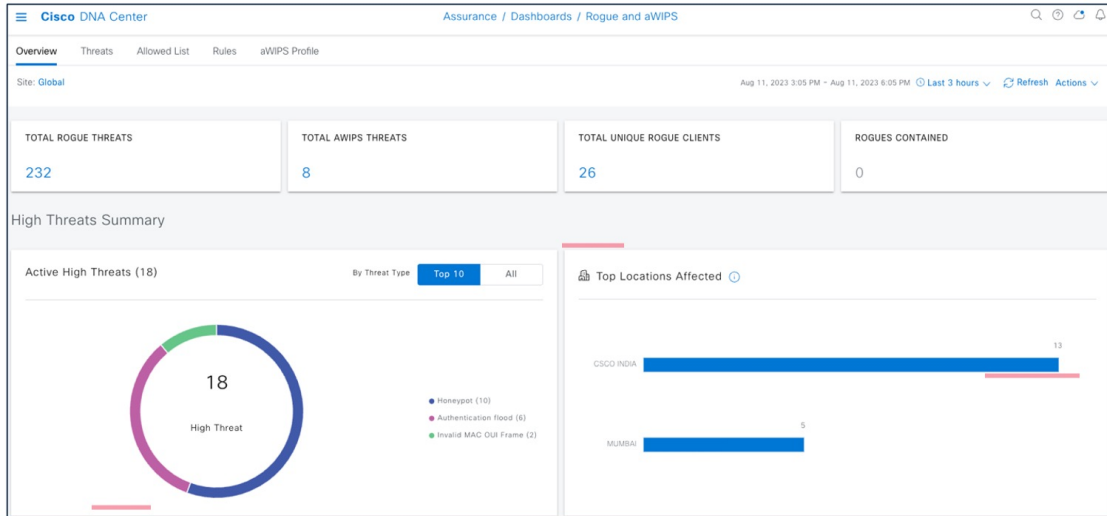 Cisco DNA Center
Assurance / Dashboards / Rogue and aWIPS
Overview Threats Allowed List Rules aWIPS Profile
Site: Global
Aug 11, 2023 3:05 PM - Aug 11, 2023 6:05 PM Last 3 hours Refresh Actions
TOTAL ROGUE THREATS
232
TOTAL AWIPS THREATS
8
TOTAL UNIQUE ROGUE CLIENTS
26
ROGUES CONTAINED
0
High Threats Summary
Active High Threats (18)
By Threat Type Top 10 All
18
High Threat
Honeypot (10)
Authentication flood (6)
Invalid MAC OUI Frame (2)
Top Locations Affected
13
CSCO INDIA
5
MUMBAI